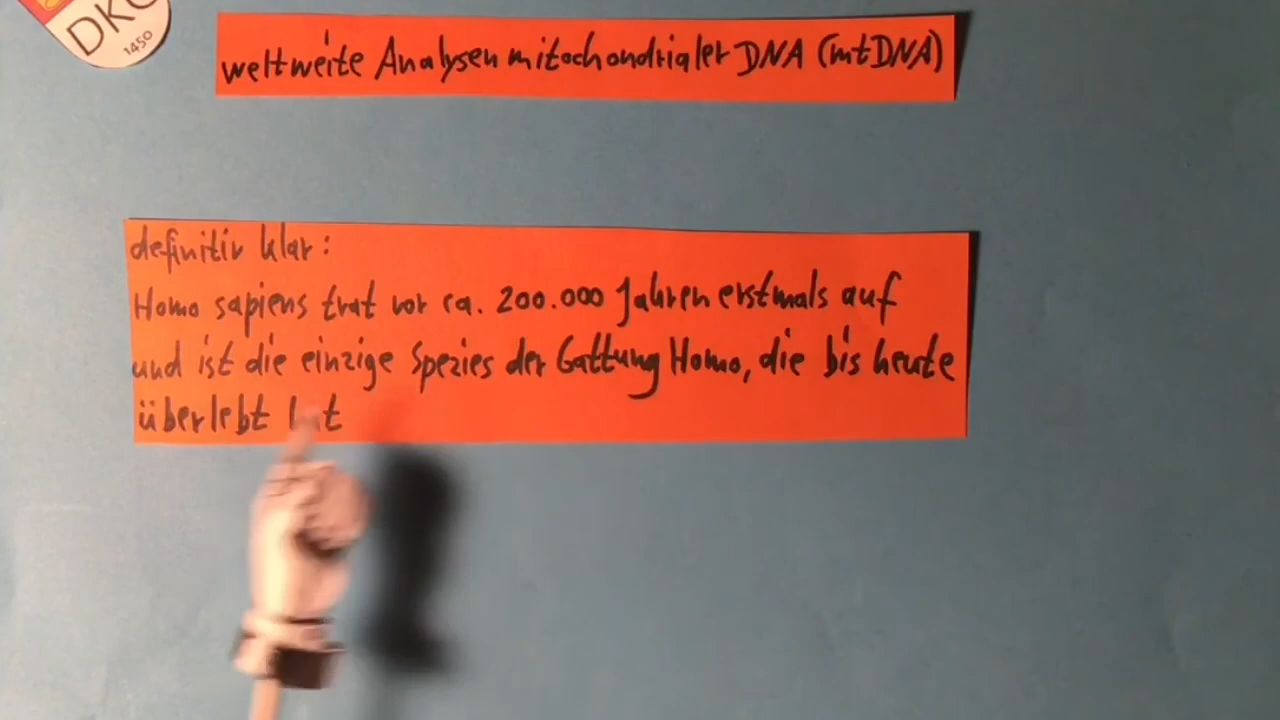 DKG
1450
weltweite Analysen mitochondrialer DNA (mtDNA)
definitiv klar:
Homo sapiens trat vor ca. 200.000 Jahren erstmals auf
und ist die einzige Spezies der Gattung Homo, die bis heute
überlebt hat